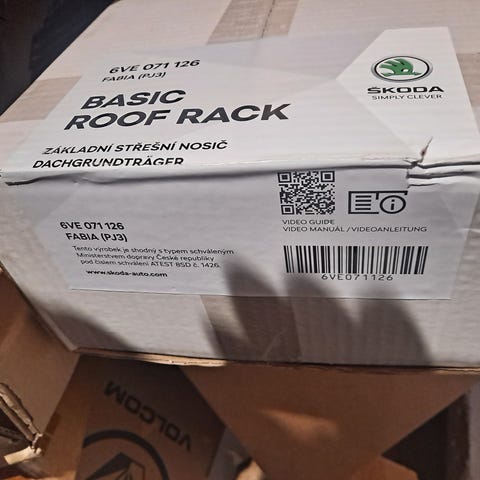 6VE 071 126
FABIA (PJ3)
BASIC
ROOF RACK
ZÁKLADNÍ STŘEŠNÍ NOSIČ
DACHGRUNDTRÄGER
ŠKODA
SIMPLY CLEVER
6VE 071 126
FABIA (PJ3)
Tento výrobek je shodný s typem schváleným
Ministerstvem dopravy České republiky
pod číslem schválení ATEST 8SD č. 1426.
www.skoda-auto.com
VIDEO GUIDE
VIDEO MANUÁL / VIDEOANLEITUNG
6VE071126
VOLCOM